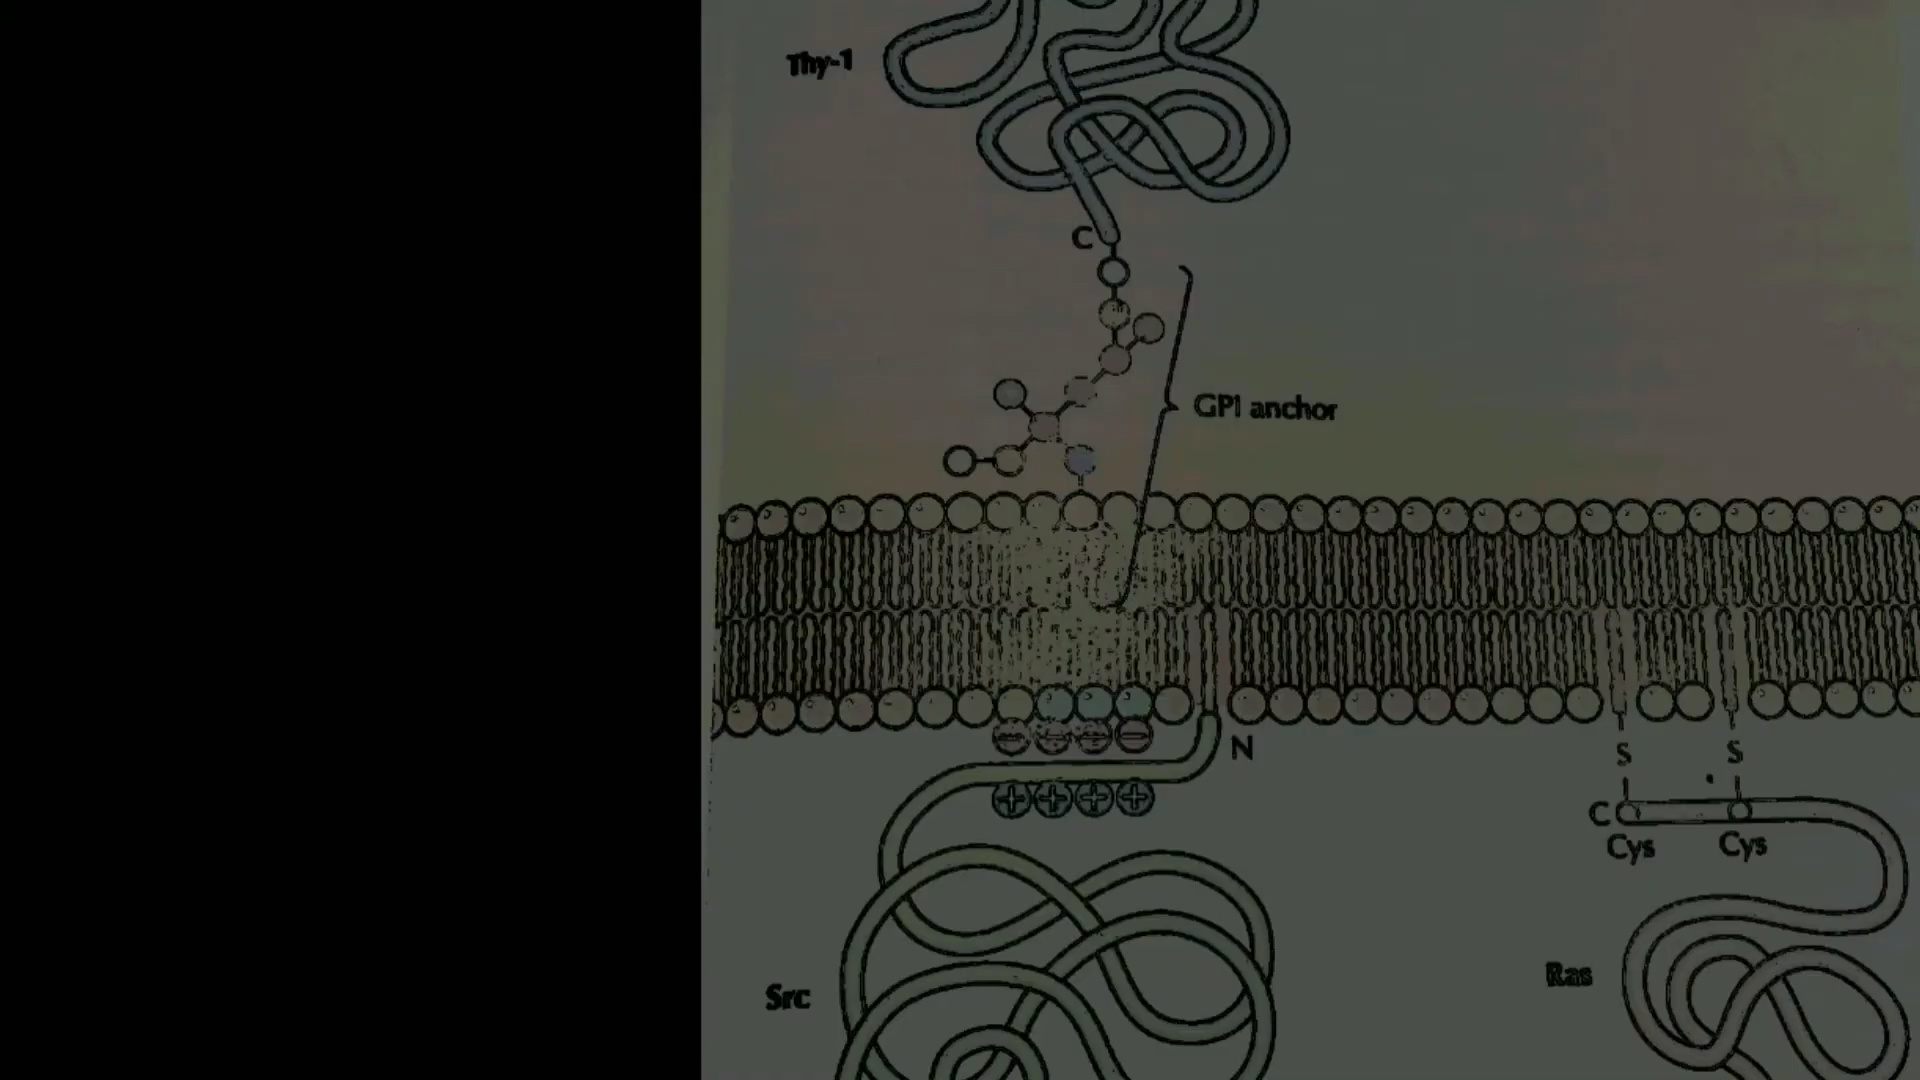 Thy-1
C
GPI anchor
N
S S
C
Cys Cys
Src
Ras